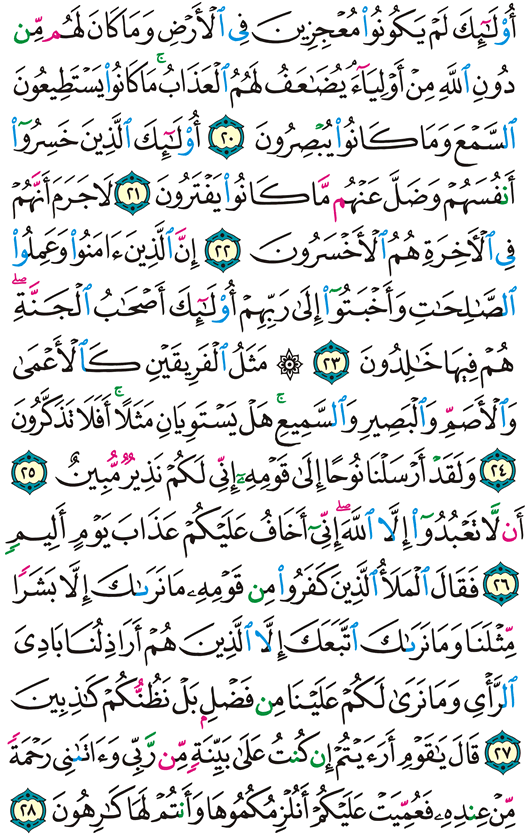 أُو۟لَٰٓئِكَ لَمْ يَكُونُوا۟ مُعْجِزِينَ فِي ٱلْأَرْضِ وَمَا كَانَ لَهُم مِّن
دُونِ ٱللَّهِ مِنْ أَوْلِيَآءَ يُضَٰعَفُ لَهُمُ ٱلْعَذَابُ ۚ مَا كَانُوا۟ يَسْتَطِيعُونَ
ٱلسَّمْعَ وَمَا كَانُوا۟ يُبْصِرُونَ ٢٠ أُو۟لَٰٓئِكَ ٱلَّذِينَ خَسِرُوٓا۟
أَنفُسَهُمْ وَضَلَّ عَنْهُم مَّا كَانُوا۟ يَفْتَرُونَ ٢١ لَا جَرَمَ أَنَّهُمْ
فِي ٱلْأَخِرَةِ هُمُ ٱلْأَخْسَرُونَ ٢٢ إِنَّ ٱلَّذِينَ ءَامَنُوا۟ وَعَمِلُوا۟
ٱلصَّٰلِحَٰتِ وَأَخْبَتُوٓا۟ إِلَىٰ رَبِّهِمْ أُو۟لَٰٓئِكَ أَصْحَٰبُ ٱلْجَنَّةِ ۖ
هُمْ فِيهَا خَٰلِدُونَ ٢٣ ۞ مَثَلُ ٱلْفَرِيقَيْنِ كَٱلْأَعْمَىٰ
وَٱلْأَصَمِّ وَٱلْبَصِيرِ وَٱلسَّمِيعِ ۚ هَلْ يَسْتَوِيَانِ مَثَلًا ۚ أَفَلَا تَذَكَّرُونَ
٢٤ وَلَقَدْ أَرْسَلْنَا نُوحًا إِلَىٰ قَوْمِهِۦٓ إِنِّي لَكُمْ نَذِيرٌ مُّبِينٌ ٢٥
أَن لَّا تَعْبُدُوٓا۟ إِلَّا ٱللَّهَ ۖ إِنِّيٓ أَخَافُ عَلَيْكُمْ عَذَابَ يَوْمٍ أَلِيمٍ
٢٦ فَقَالَ ٱلْمَلَأُ ٱلَّذِينَ كَفَرُوا۟ مِن قَوْمِهِۦ مَا نَرَىٰكَ إِلَّا بَشَرًا
مِّثْلَنَا وَمَا نَرَىٰكَ ٱتَّبَعَكَ إِلَّا ٱلَّذِينَ هُمْ أَرَاذِلُنَا بَادِىَ
ٱلرَّأْيِ وَمَا نَرَىٰ لَكُمْ عَلَيْنَا مِن فَضْلٍۭ بَلْ نَظُنُّكُمْ كَٰذِبِينَ
٢٧ قَالَ يَٰقَوْمِ أَرَءَيْتُمْ إِن كُنتُ عَلَىٰ بَيِّنَةٍ مِّن رَّبِّي وَءَاتَىٰنِي رَحْمَةً
مِّنْ عِندِهِۦ فَعُمِّيَتْ عَلَيْكُمْ أَنُلْزِمُكُمُوهَا وَأَنتُمْ لَهَا كَٰرِهُونَ ٢٨